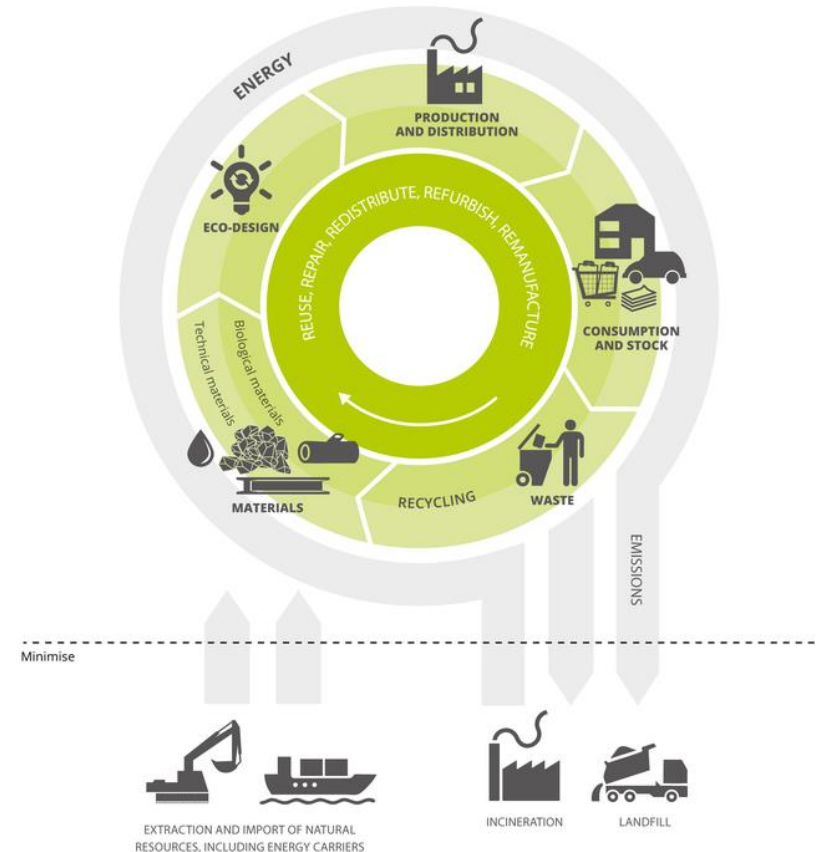 ENERGY
PRODUCTION
AND DISTRIBUTION
ECO-DESIGN
REUSE, REPAIR, REDISTRIBUTE, REFURBISH, REMANUFACTURE
CONSUMPTION
AND STOCK
Technical materials
Biological materials
MATERIALS
RECYCLING
WASTE
EMISSIONS
Minimise
EXTRACTION AND IMPORT OF NATURAL
RESOURCES, INCLUDING ENERGY CARRIERS
INCINERATION
LANDFILL